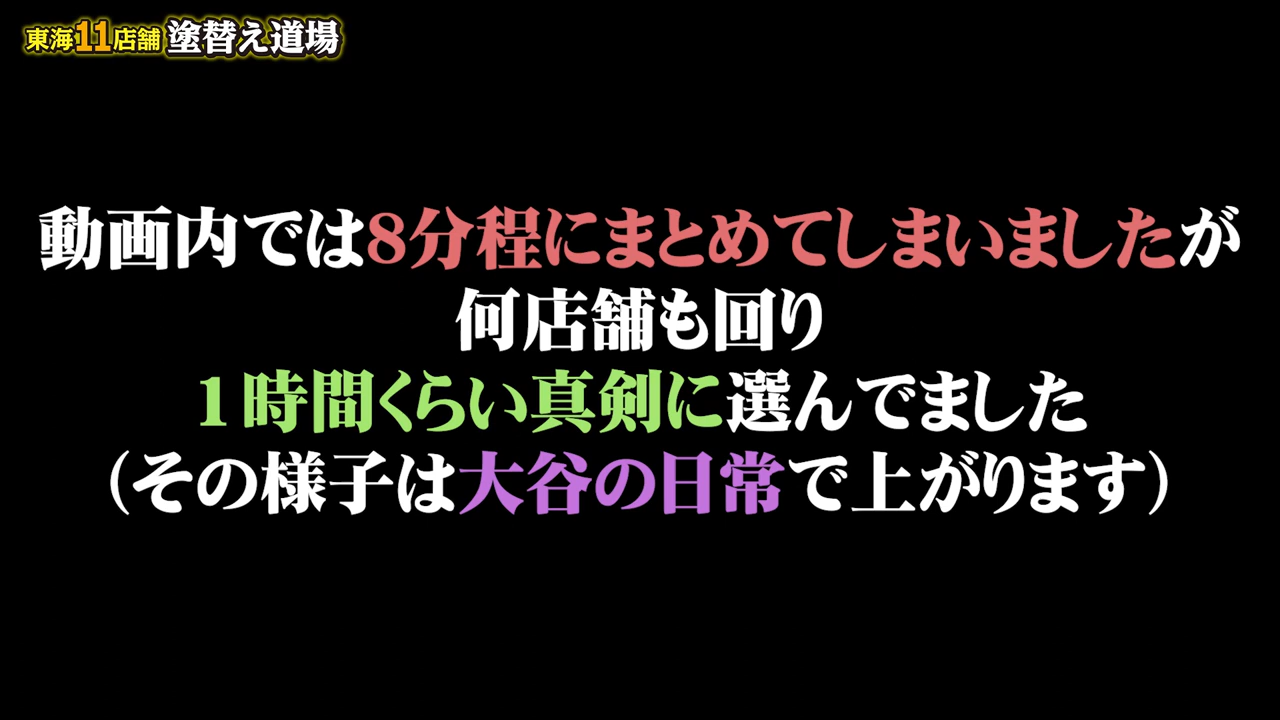 東海11店舗 塗替え道場
動画内では8分程にまとめてしまいましたが
何店舗も回り
1時間くらい真剣に選んでました
(その様子は大谷の日常で上がります)